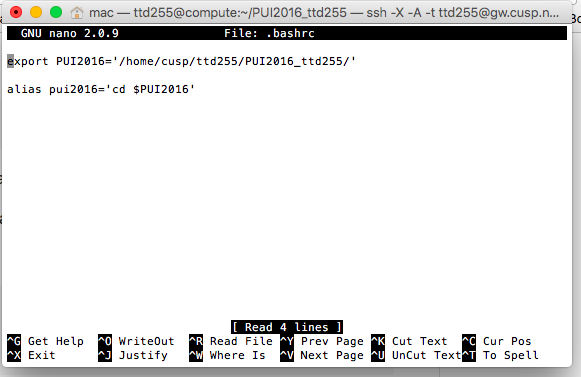 mac — ttd255@compute:~/PUI2016_ttd255 — ssh -X -A -t ttd255@gw.cusp.n...
GNU nano 2.0.9 File: .bashrc
export PUI2016='/home/cusp/ttd255/PUI2016_ttd255/'
alias pui2016='cd $PUI2016'
[ Read 4 lines ]
^G Get Help ^O WriteOut ^R Read File ^Y Prev Page ^K Cut Text ^C Cur Pos
^X Exit ^J Justify ^W Where Is ^V Next Page ^U UnCut Text ^T To Spell